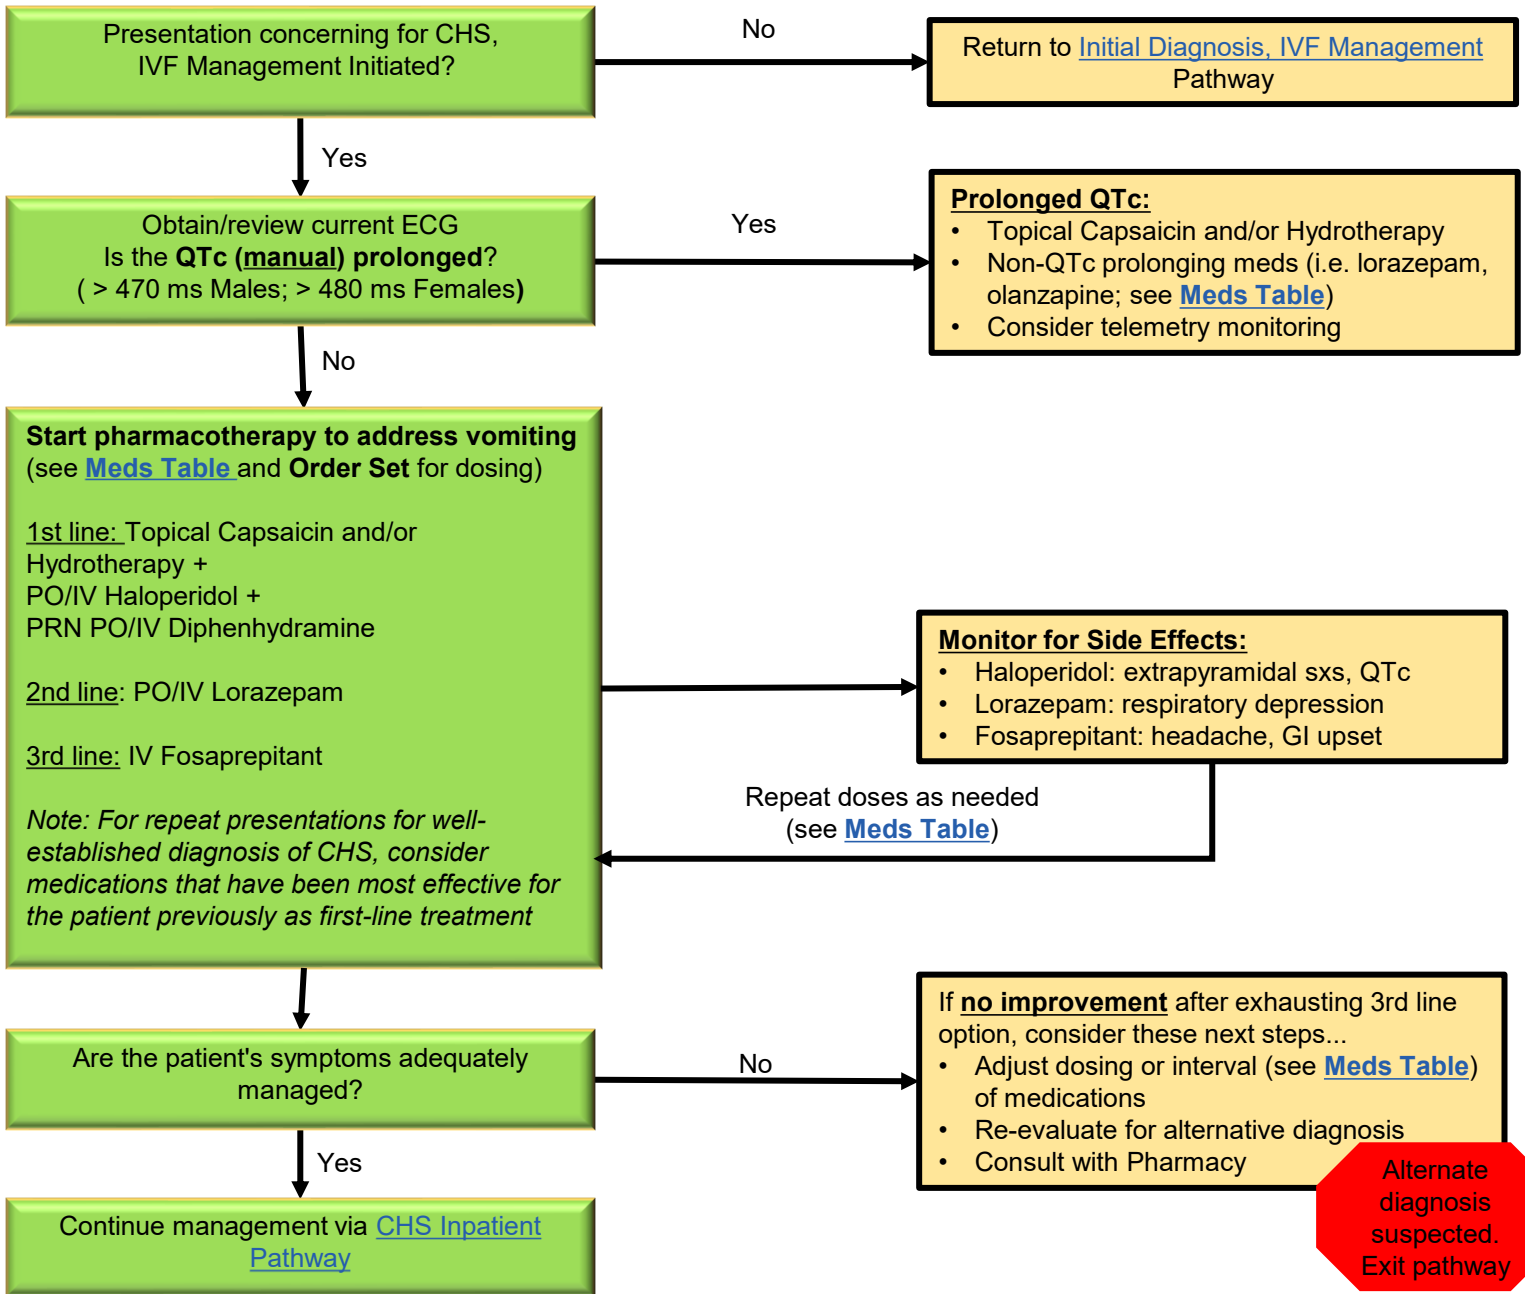 Presentation concerning for CHS,
IVF Management Initiated?
No
Return to Initial Diagnosis, IVF Management
Pathway
Yes
Obtain/review current ECG
Is the QTc (manual) prolonged?
( > 470 ms Males; > 480 ms Females)
Yes
Prolonged QTc:
• Topical Capsaicin and/or Hydrotherapy
• Non-QTc prolonging meds (i.e. lorazepam,
olanzapine; see Meds Table)
• Consider telemetry monitoring
No
Start pharmacotherapy to address vomiting
(see Meds Table and Order Set for dosing)
1st line: Topical Capsaicin and/or
Hydrotherapy +
PO/IV Haloperidol +
PRN PO/IV Diphenhydramine
2nd line: PO/IV Lorazepam
3rd line: IV Fosaprepitant
Note: For repeat presentations for well-
established diagnosis of CHS, consider
medications that have been most effective for
the patient previously as first-line treatment
Monitor for Side Effects:
• Haloperidol: extrapyramidal sxs, QTc
• Lorazepam: respiratory depression
• Fosaprepitant: headache, GI upset
Repeat doses as needed
(see Meds Table)
Are the patient's symptoms adequately
managed?
No
If no improvement after exhausting 3rd line
option, consider these next steps...
• Adjust dosing or interval (see Meds Table)
of medications
• Re-evaluate for alternative diagnosis
• Consult with Pharmacy
Alternate
diagnosis
suspected.
Exit pathway
Yes
Continue management via CHS Inpatient
Pathway